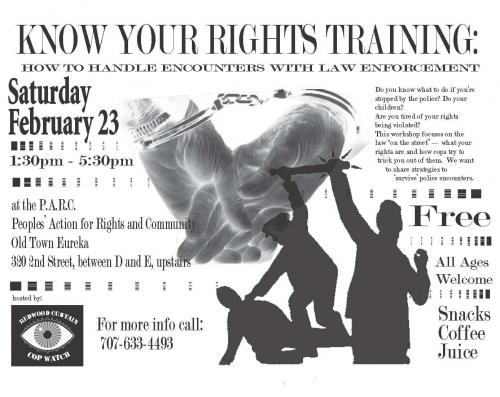 KNOW YOUR RIGHTS TRAINING:
HOW TO HANDLE ENCOUNTERS WITH LAW ENFORCEMENT
Saturday
February 23
1:30pm - 5:30pm
at the P.A.R.C.
Peoples' Action for Rights and Community
Old Town Eureka
320 2nd Street, between D and E, upstairs
hosted by:
REDWOOD CURTAIN
COP WATCH
For more info call:
707-633-4493
Do you know what to do if you're
stopped by the police? Do your
children?
Are you tired of your rights
being violated?
This workshop focuses on the
law "on the street" — what your
rights are and how cops try to
trick you out of them. We want
to share strategies to
'survive' police encounters.
Free
All Ages
Welcome
Snacks
Coffee
Juice